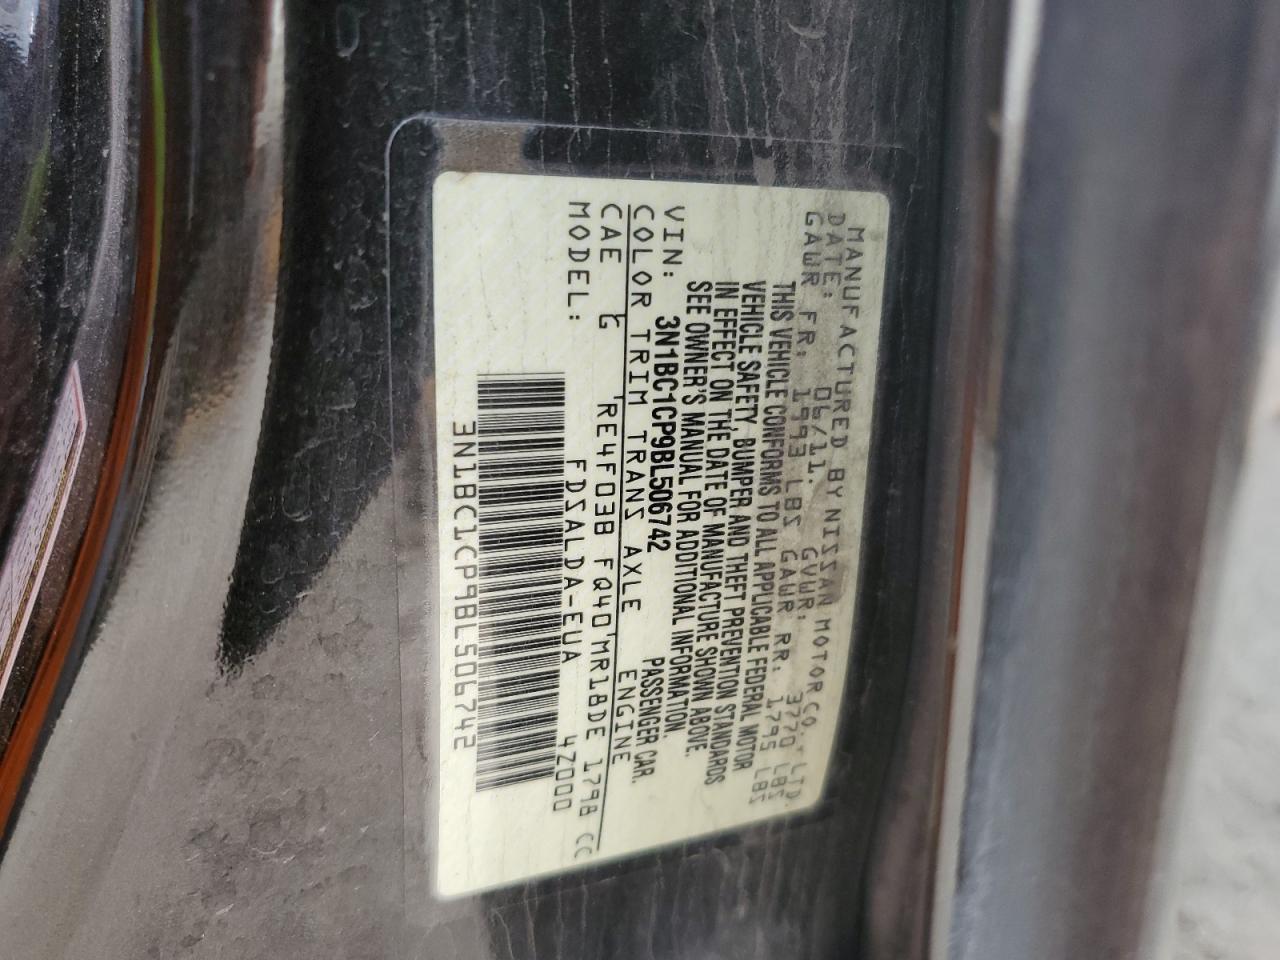 MANUFACTURED BY NISSAN MOTOR CO., LTD.
DATE: 06/11. GVWR: 3770 LBS
GAWR FR: 1993 LBS GAWR RR: 1795 LBS
THIS VEHICLE CONFORMS TO ALL APPLICABLE FEDERAL MOTOR
VEHICLE SAFETY, BUMPER AND THEFT PREVENTION STANDARDS
IN EFFECT ON THE DATE OF MANUFACTURE SHOWN ABOVE.
SEE OWNER'S MANUAL FOR ADDITIONAL INFORMATION.
VIN: 3N1BC1CP9BL506742 PASSENGER CAR.
COLOR TRIM TRANS AXLE ENGINE
CAE G 'RE4F03B FQ40'MR18DE 1798 CC
MODEL: FDSALDA-EUA 4Z000
3N1BC1CP9BL506742